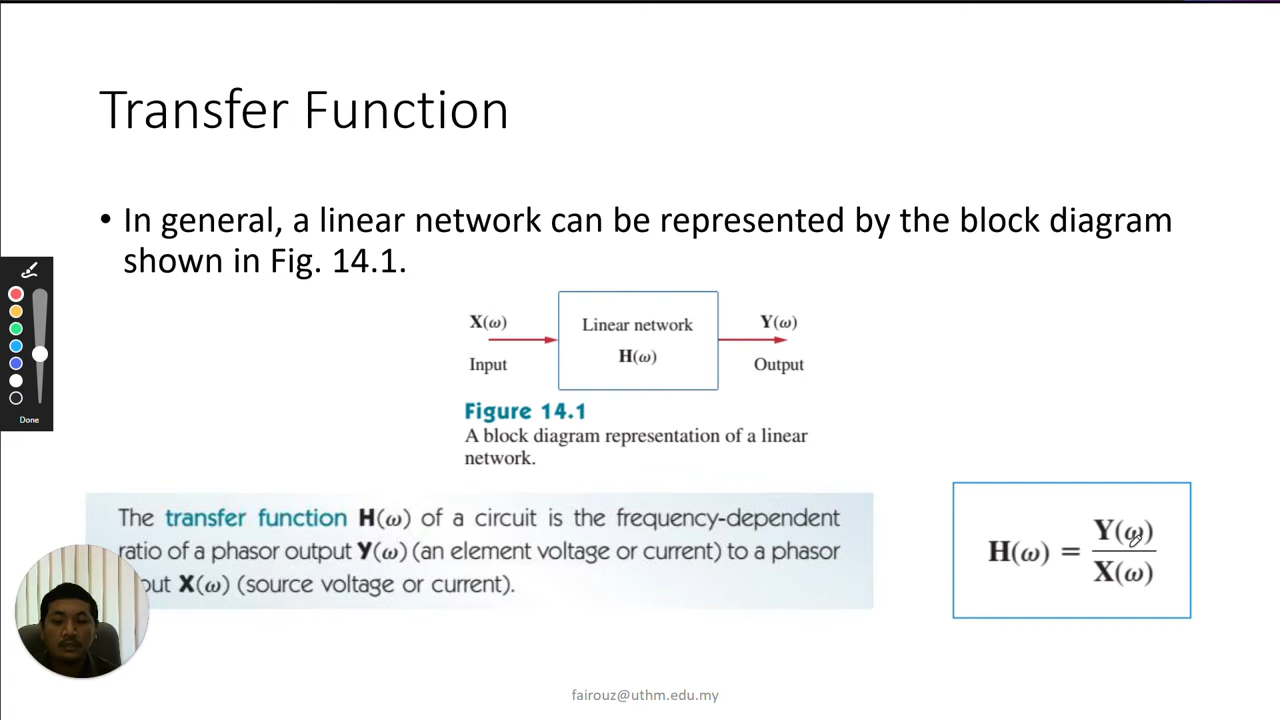 Transfer Function
• In general, a linear network can be represented by the block diagram
shown in Fig. 14.1.
X(ω)
Input
Linear network
H(ω)
Y(ω)
Output
Figure 14.1
A block diagram representation of a linear
network.
The transfer function H(ω) of a circuit is the frequency-dependent
ratio of a phasor output Y(ω) (an element voltage or current) to a phasor
X(ω) (source voltage or current).
H(ω) = Y(ω)
X(ω)
Done
fairouz@uthm.edu.my